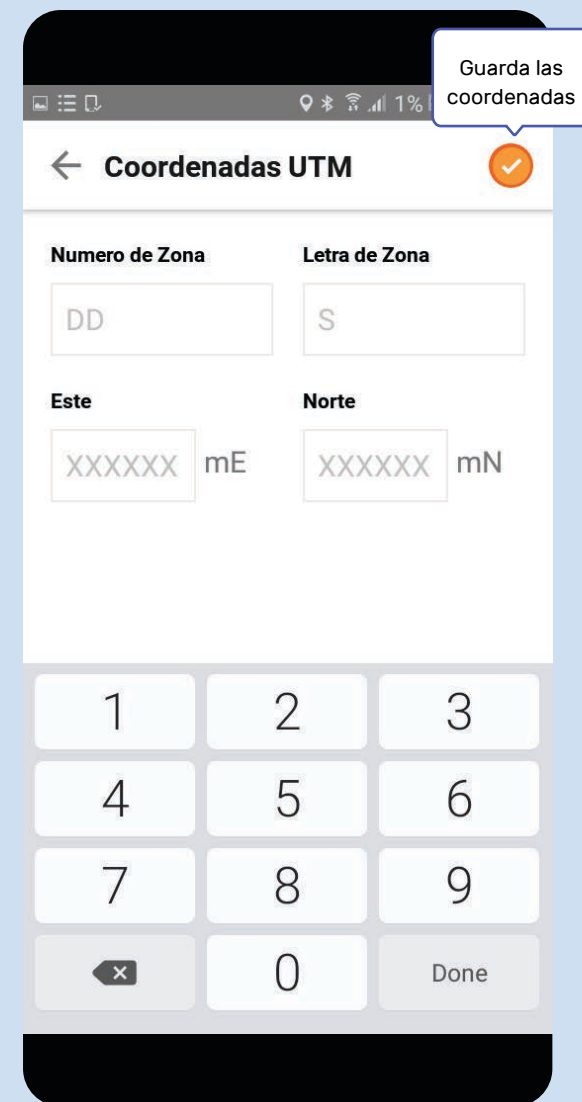 Guarda las
coordenadas
1%
Coordenadas UTM
Numero de Zona
Letra de Zona
DD
S
Este
Norte
XXXXXX mE
XXXXXX mN
1 2 3
4 5 6
7 8 9
0 Done